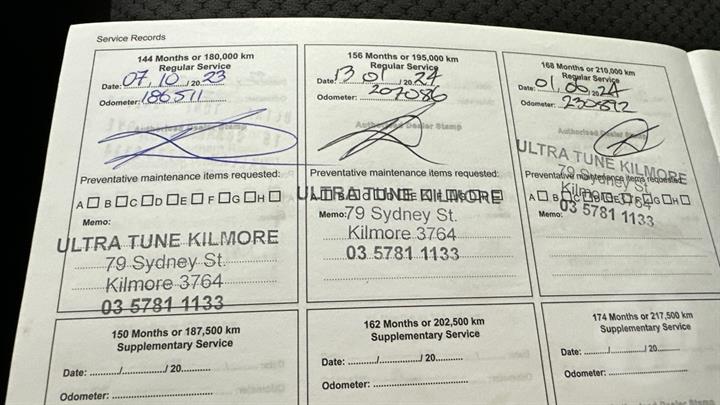 Service Records
144 Months or 180,000 km
Regular Service
Date: 07, 10, 20 23
Odometer: 186511
Authorised Dealer Stamp
Preventative maintenance items requested:
A B C D E F G H
Memo:
ULTRA TUNE KILMORE
79 Sydney St.
Kilmore 3764
03 5781 1133
156 Months or 195,000 km
Regular Service
Date: 13 01 20 24
Odometer: 207086
Authorised Dealer Stamp
Preventative maintenance items requested:
ULTRA TUNE KILMORE
Memo: 79 Sydney St.
Kilmore 3764
03 5781 1133
168 Months or 210,000 km
Regular Service
Date: 01, 06, 20 24
Odometer: 230892
Authorised Dealer Stamp
ULTRA TUNE KILMORE
79 Sydney St
Preventative maintenance items requested:
Kilmore 3764
A B C D E F G H
Memo: 03 5781 1133
150 Months or 187,500 km
Supplementary Service
Date: / / 20
Odometer:
162 Months or 202,500 km
Supplementary Service
Date: / / 20
Odometer:
174 Months or 217,500 km
Supplementary Service
Date: / / 20
Odometer: